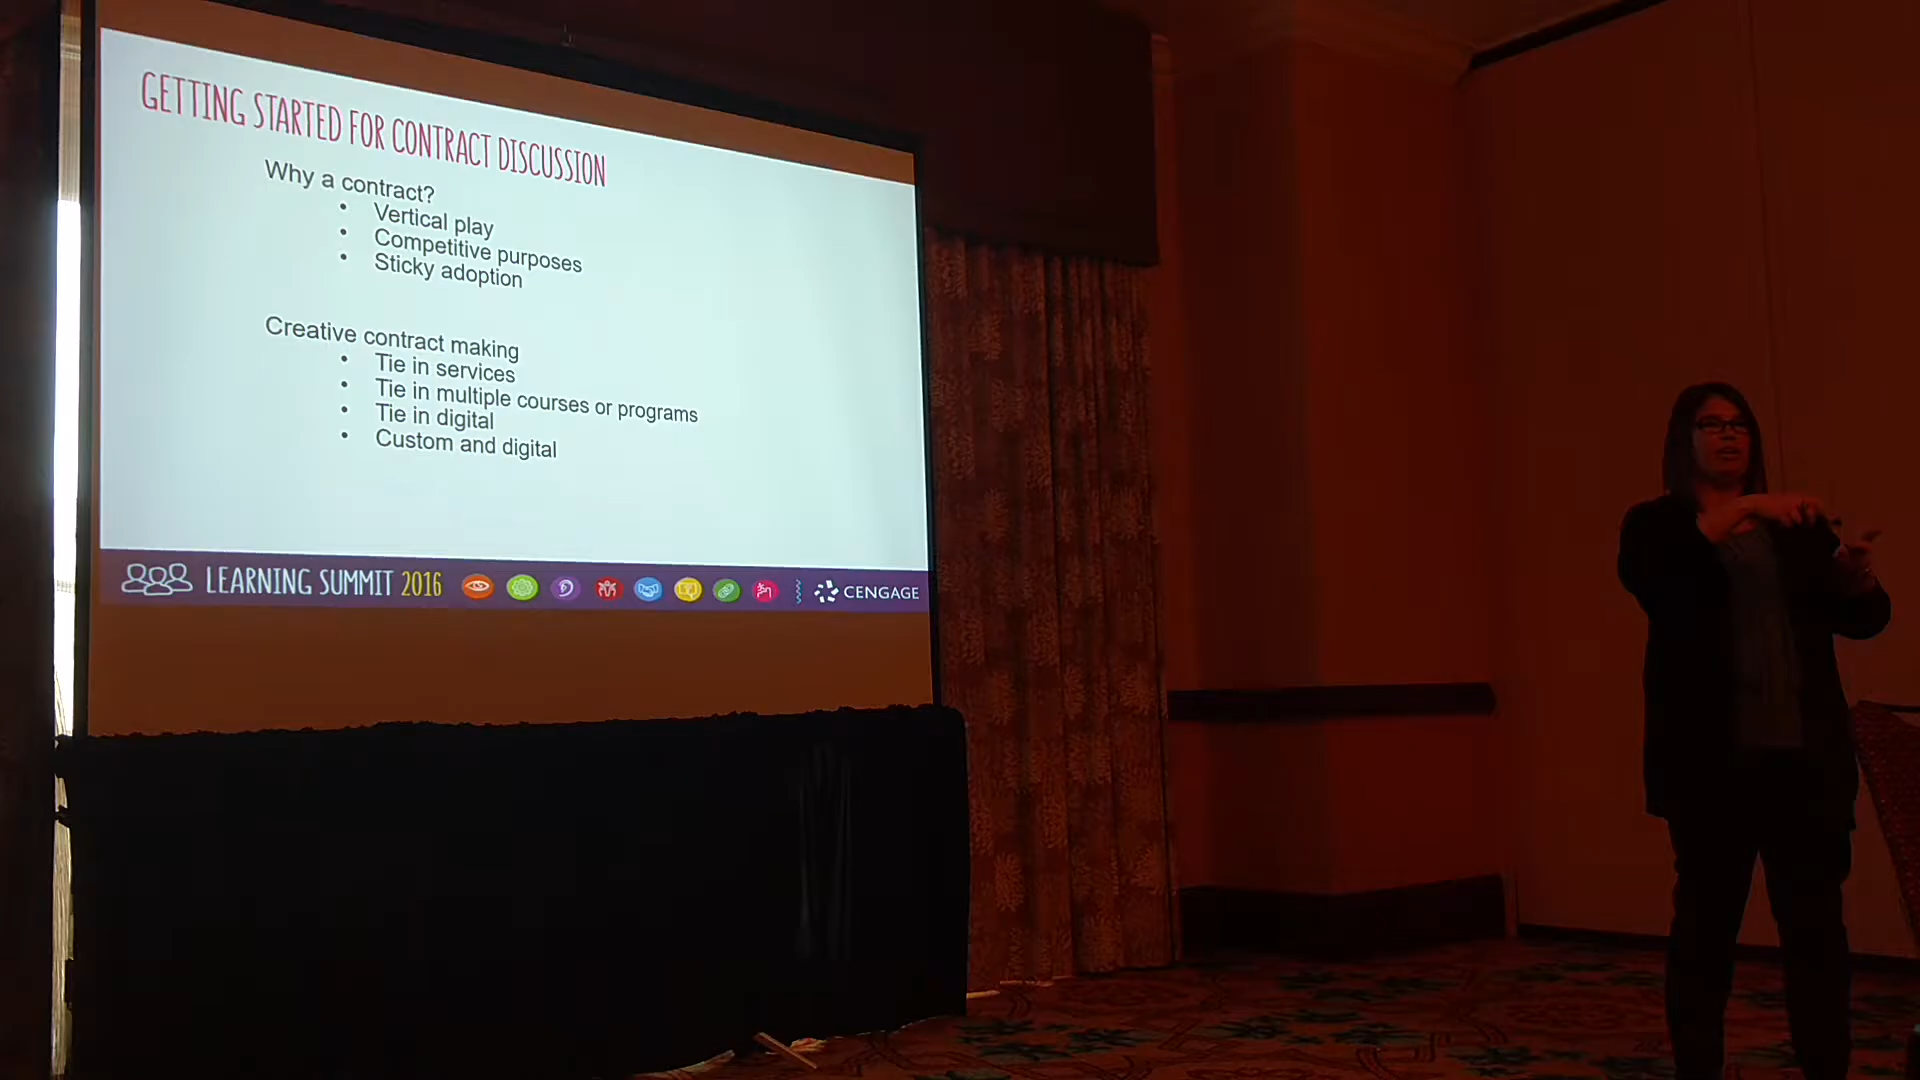 GETTING STARTED FOR CONTRACT DISCUSSION
Why a contract?
• Vertical play
• Competitive purposes
• Sticky adoption
Creative contract making
• Tie in services
• Tie in multiple courses or programs
• Tie in digital
• Custom and digital
LEARNING SUMMIT 2016
CENGAGE